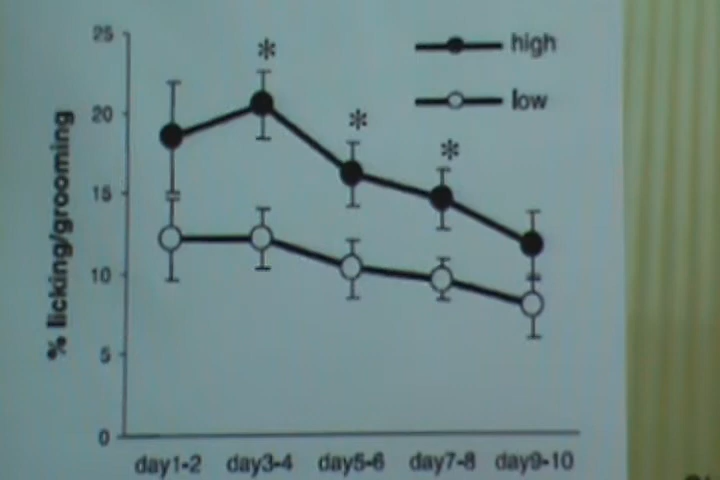 25
20
15
10
5
0
% licking/grooming
high
low
*
*
*
day1-2 day3-4 day5-6 day7-8 day9-10